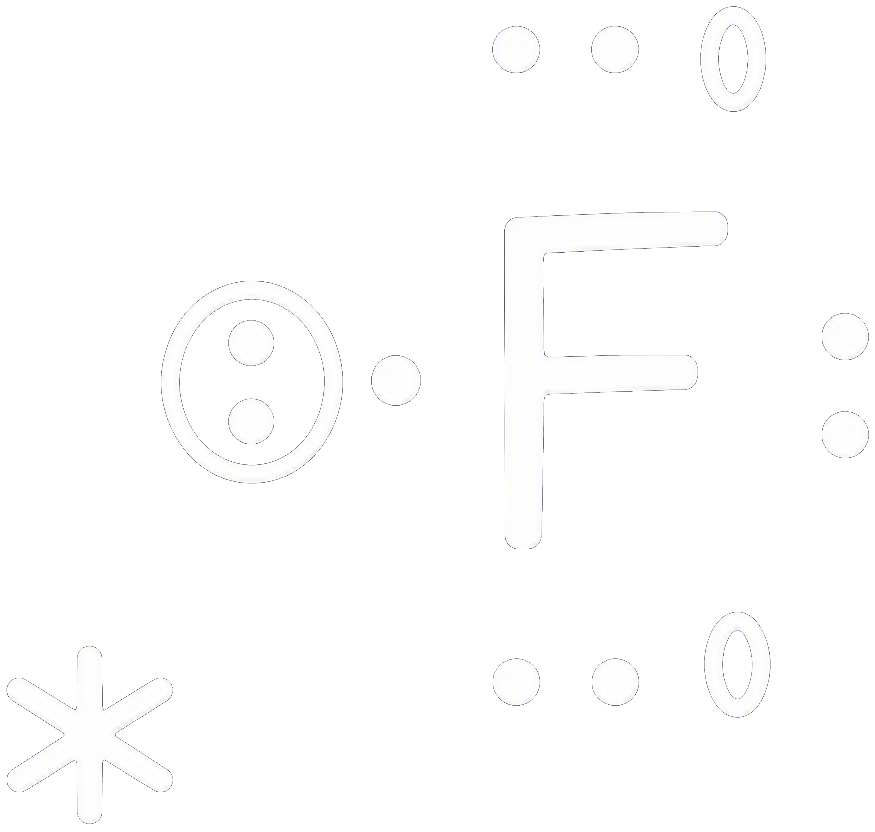 .. 0
⊙ · F :
.. 0
*